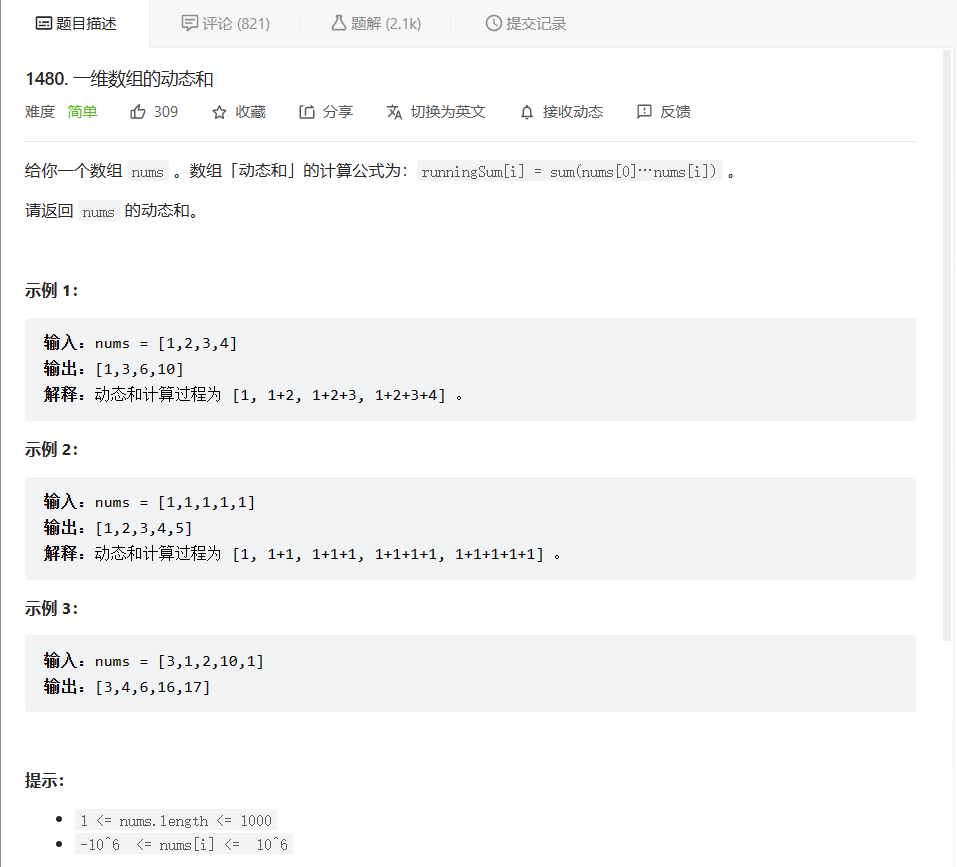 题目描述 评论 (821) 题解 (2.1k) 提交记录
1480. 一维数组的动态和
难度 简单 309 收藏 分享 切换为英文 接收动态 反馈
给你一个数组 nums 。数组「动态和」的计算公式为：runningSum[i] = sum(nums[0]…nums[i]) 。
请返回 nums 的动态和。
示例 1：
输入：nums = [1,2,3,4]
输出：[1,3,6,10]
解释：动态和计算过程为 [1, 1+2, 1+2+3, 1+2+3+4] 。
示例 2：
输入：nums = [1,1,1,1,1]
输出：[1,2,3,4,5]
解释：动态和计算过程为 [1, 1+1, 1+1+1, 1+1+1+1, 1+1+1+1+1] 。
示例 3：
输入：nums = [3,1,2,10,1]
输出：[3,4,6,16,17]
提示：
• 1 <= nums.length <= 1000
• -10^6 <= nums[i] <= 10^6